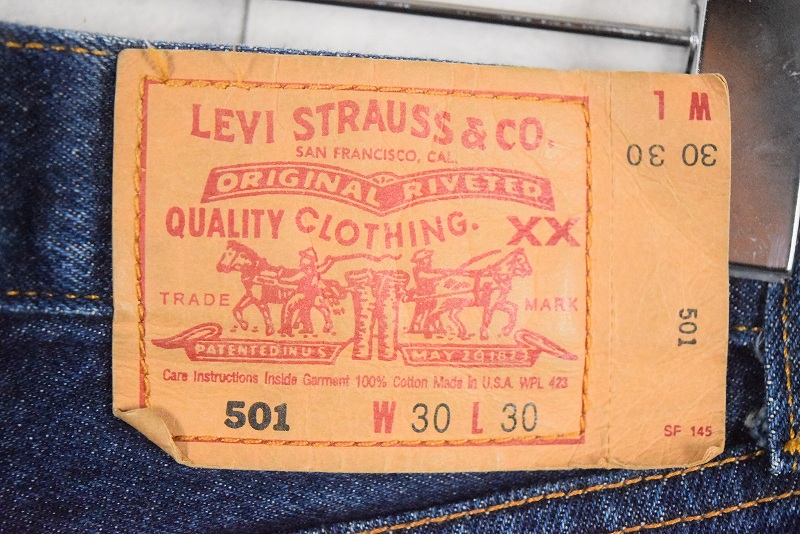 LEVI STRAUSS & CO.
SAN FRANCISCO, CAL.
ORIGINAL RIVETED
QUALITY CLOTHING.
XX
TRADE MARK
PATENTED IN U.S. MAY 20 1873
Care Instructions Inside Garment 100% Cotton Made in U.S.A. WPL 423
501 W 30 L 30
W L
30 30
501
SF 145